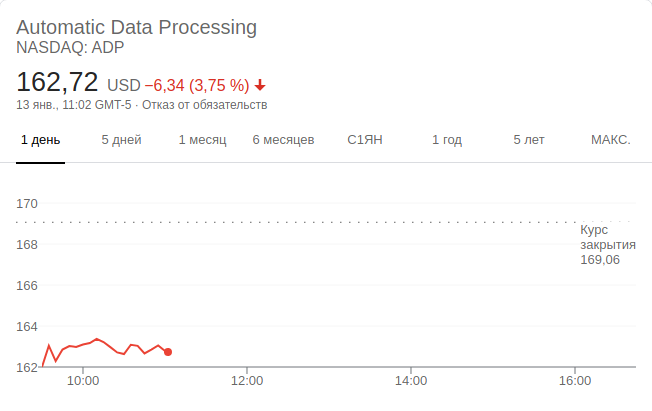 Automatic Data Processing
NASDAQ: ADP
162,72 USD −6,34 (3,75 %)
13 янв., 11:02 GMT-5 · Отказ от обязательств
1 день 5 дней 1 месяц 6 месяцев С1ЯН 1 год 5 лет МАКС.
170
168
166
164
162
Курс
закрытия
169,06
10:00 12:00 14:00 16:00